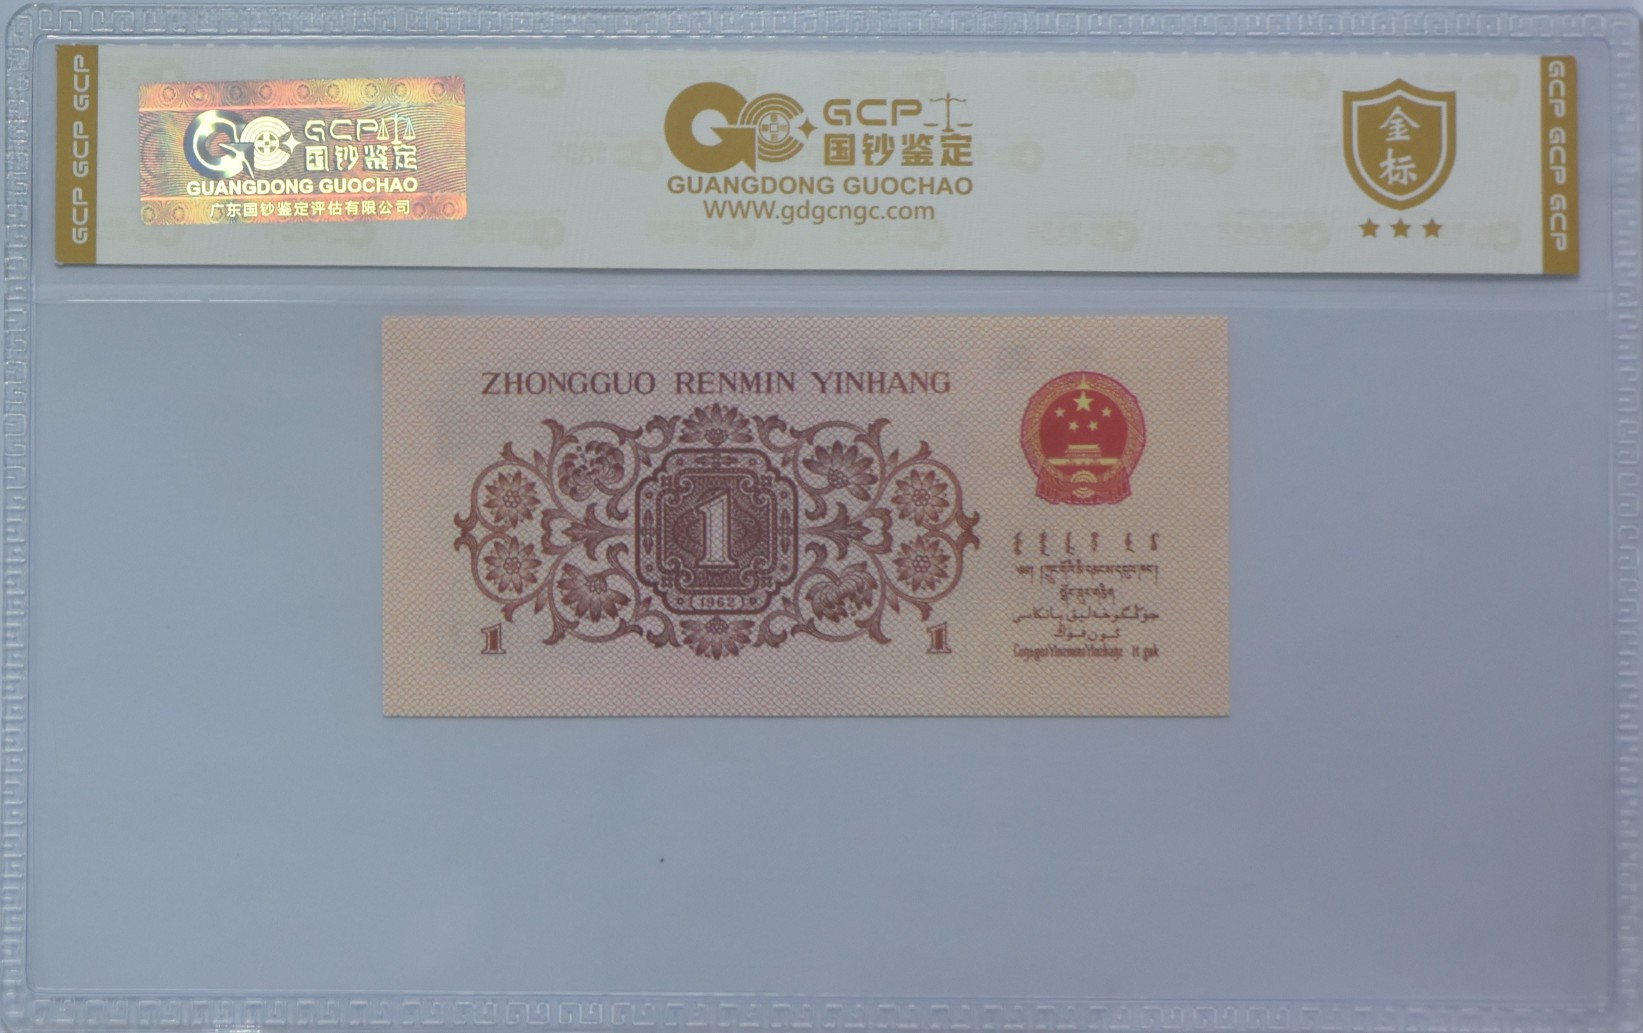 GCP GCP GCP
GCP
国钞鉴定
GUANGDONG GUOCHAO
广东国钞鉴定评估有限公司
GCP
国钞鉴定
GUANGDONG GUOCHAO
WWW.gdgcngc.com
金
标
GCP GCP GCP
ZHONGGUO RENMIN YINHANG
1
1962
1
1